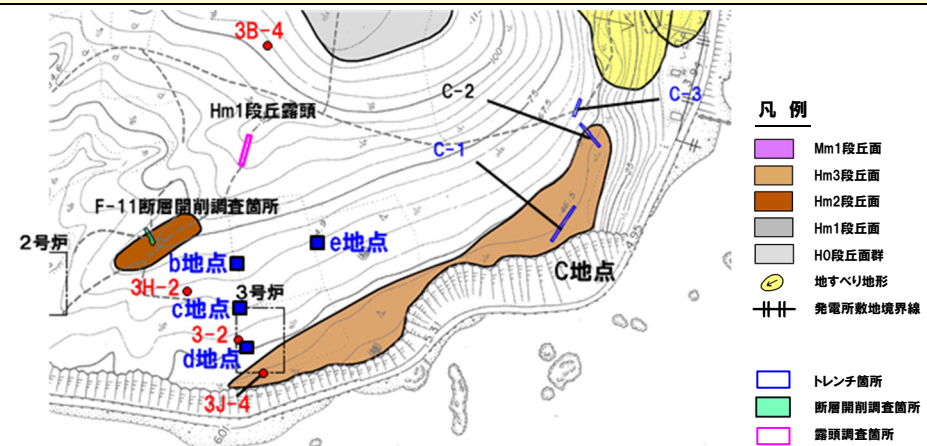 3B-4
C-2
C-3
Hm1段丘露頭
C-1
F-11断層開削調査箇所
2号炉
b地点
e地点
C地点
3H-2
c地点
3号炉
3-2
d地点
3J-4
凡 例
Mm1段丘面
Hm3段丘面
Hm2段丘面
Hm1段丘面
H0段丘面群
地すべり地形
発電所敷地境界線
トレンチ箇所
断層開削調査箇所
露頭調査箇所